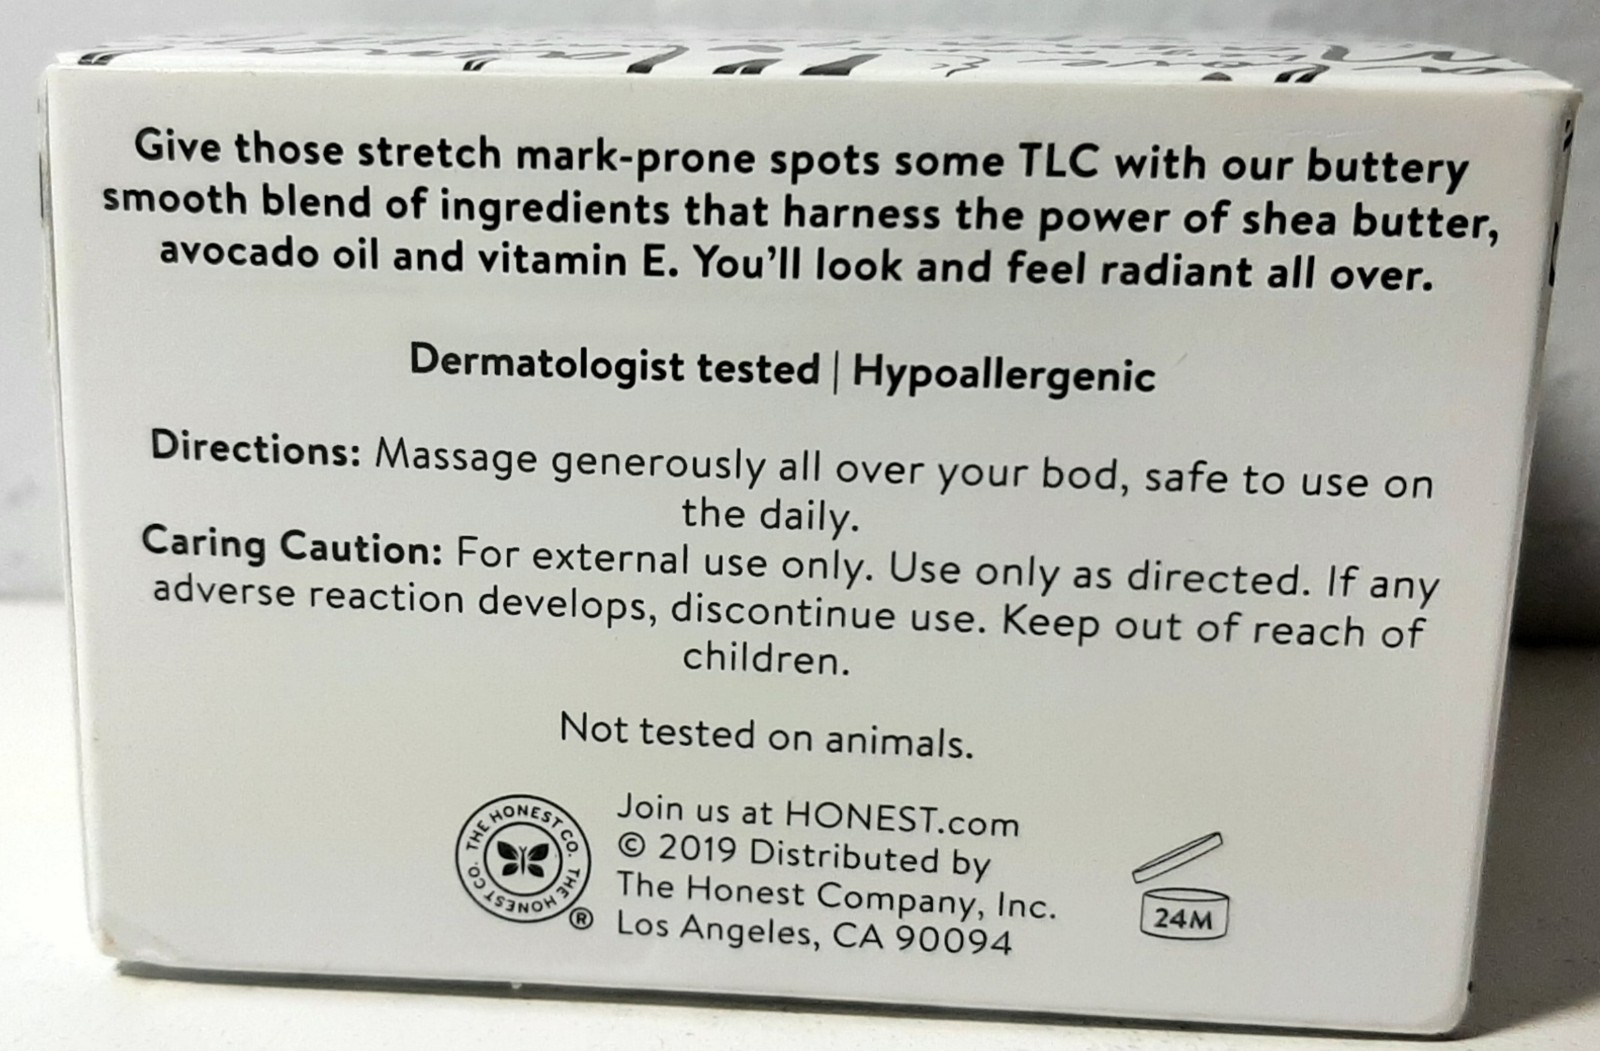 Give those stretch mark-prone spots some TLC with our buttery
smooth blend of ingredients that harness the power of shea butter,
avocado oil and vitamin E. You'll look and feel radiant all over.
Dermatologist tested | Hypoallergenic
Directions: Massage generously all over your bod, safe to use on
the daily.
Caring Caution: For external use only. Use only as directed. If any
adverse reaction develops, discontinue use. Keep out of reach of
children.
Not tested on animals.
THE HONEST CO. THE HONEST CO.
®
Join us at HONEST.com
© 2019 Distributed by
The Honest Company, Inc.
Los Angeles, CA 90094
24M